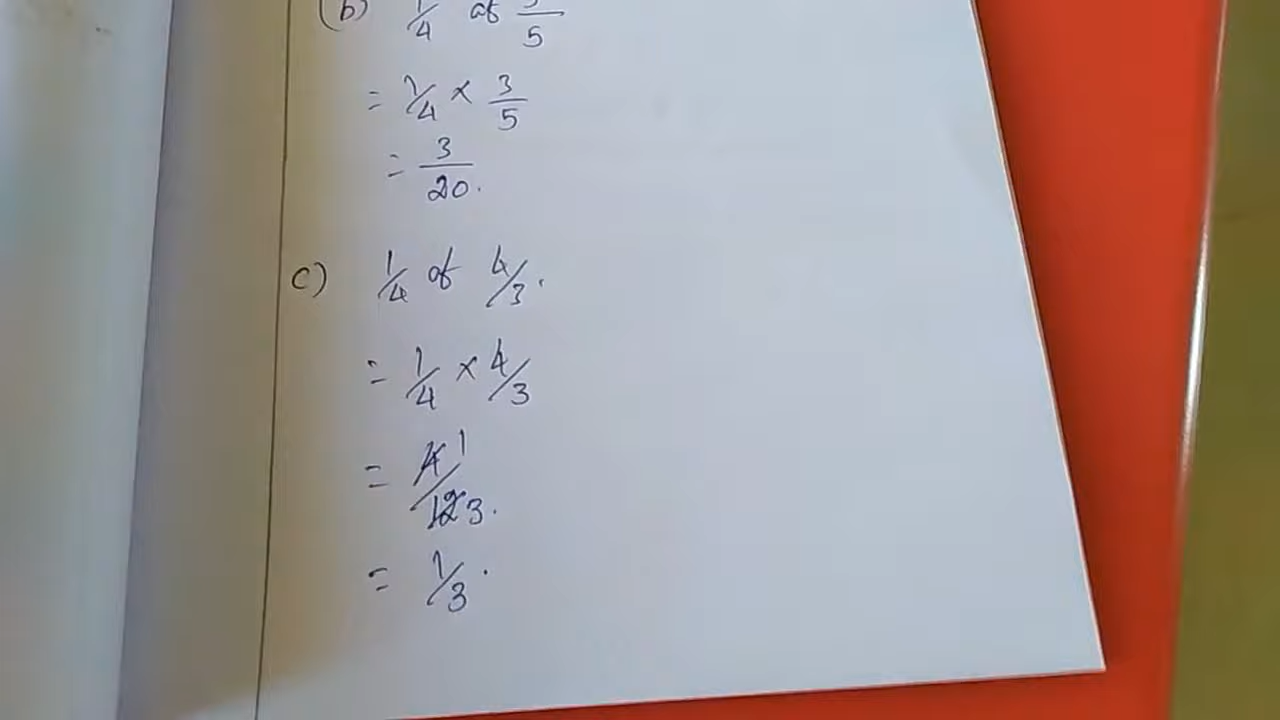 (b) 1/4 of 3/5
= 1/4 × 3/5
= 3/20.
c) 1/4 of 4/3.
= 1/4 × 4/3
= 4 1/12 3.
= 1/3.